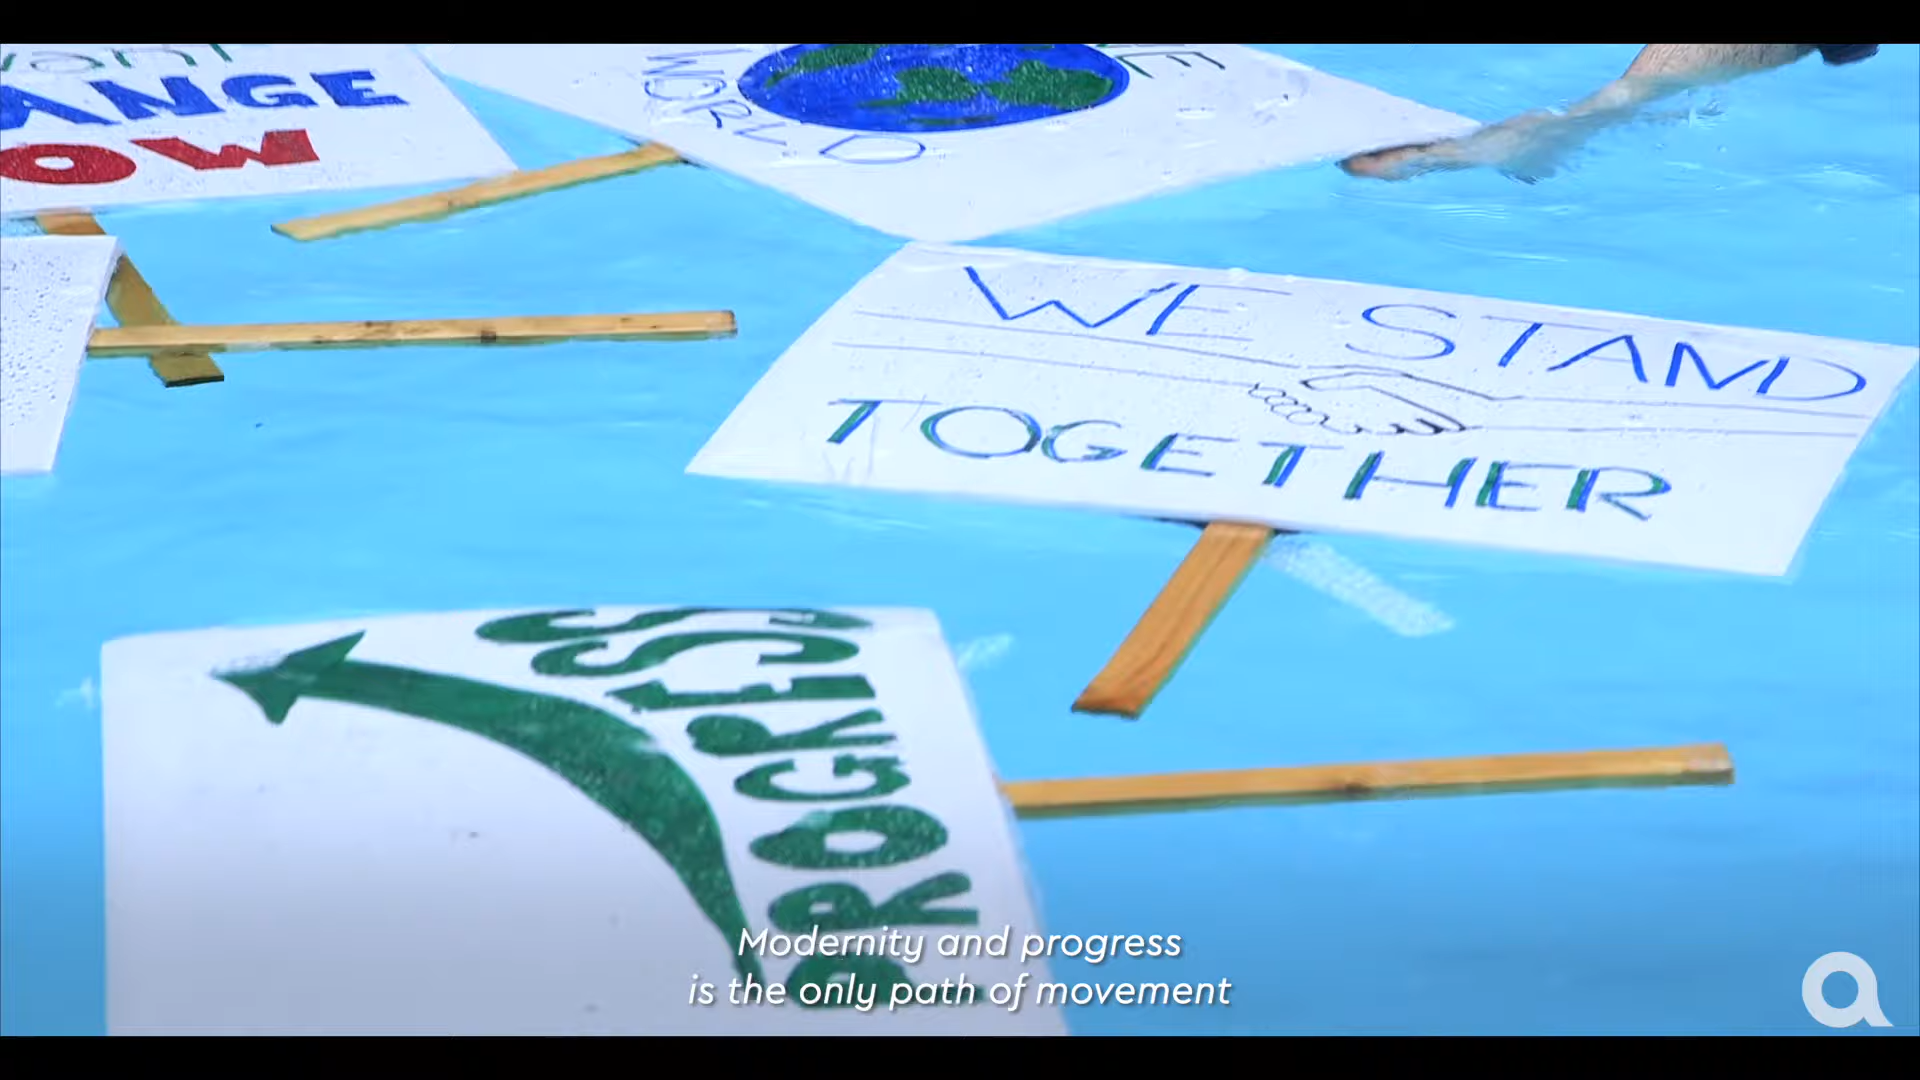 ANGE
OW
WORLD
WE STAND
TOGETHER
PROGRESS
Modernity and progress
is the only path of movement